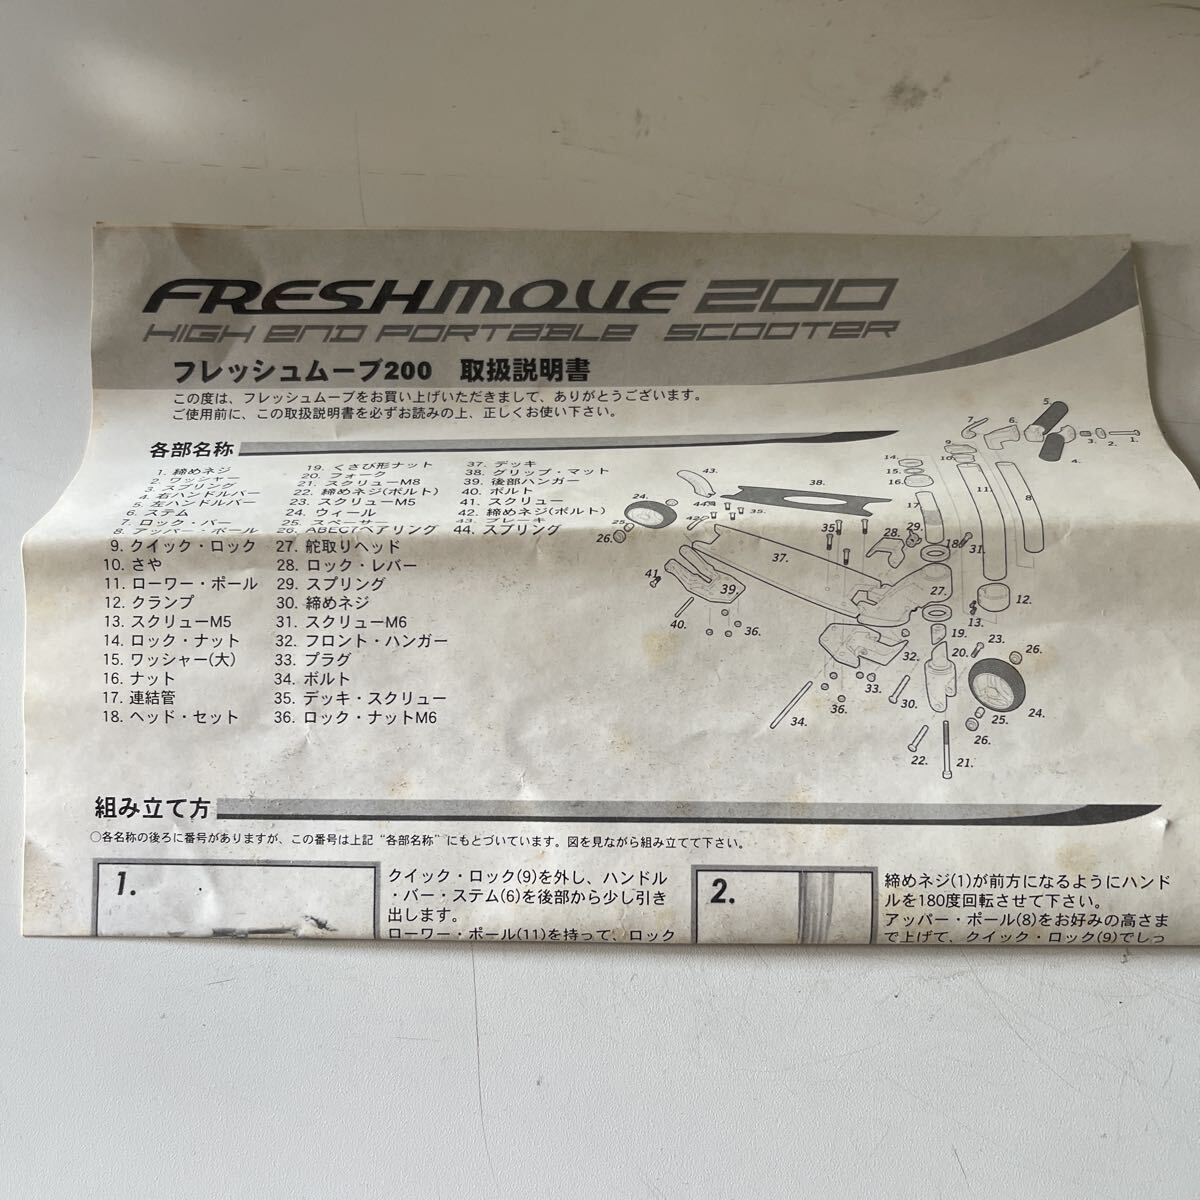 FRESHMOVE 200
HIGH END PORTABLE SCOOTER
フレッシュムーブ200 取扱説明書
この度は、フレッシュムーブをお買い上げいただきまして、ありがとうございます。
ご使用前に、この取扱説明書を必ずお読みの上、正しくお使い下さい。
各部名称
1. 締めネジ
2. ワッシャー
3. スプリング
4. 右ハンドルバー
5. 左ハンドルバー
6. ステム
7. ロック・バー
8. アッパー・ポール
9. クイック・ロック
10. さや
11. ローワー・ポール
12. クランプ
13. スクリューM5
14. ロック・ナット
15. ワッシャー(大)
16. ナット
17. 連結管
18. ヘッド・セット
19. くさび形ナット
20. フォーク
21. スクリューM8
22. 締めネジ(ボルト)
23. スクリューM5
24. ウィール
25. スペーサー
26. ABEC7ベアリング
27. 舵取りヘッド
28. ロック・レバー
29. スプリング
30. 締めネジ
31. スクリューM6
32. フロント・ハンガー
33. プラグ
34. ボルト
35. デッキ・スクリュー
36. ロック・ナットM6
37. デッキ
38. グリップ・マット
39. 後部ハンガー
40. ボルト
41. スクリュー
42. 締めネジ(ボルト)
43. ブレーキ
44. スプリング
組み立て方
○各名称の後ろに番号がありますが、この番号は上記“各部名称”にもとづいています。図を見ながら組み立てて下さい。
1.
クイック・ロック(9)を外し、ハンドル
・バー・ステム(6)を後部から少し引き
出します。
ローワー・ポール(11)を持って、ロック
2.
締めネジ(1)が前方になるようにハンド
ルを180度回転させて下さい。
アッパー・ポール(8)をお好みの高さま
で上げて、クイック・ロック(9)でしっ